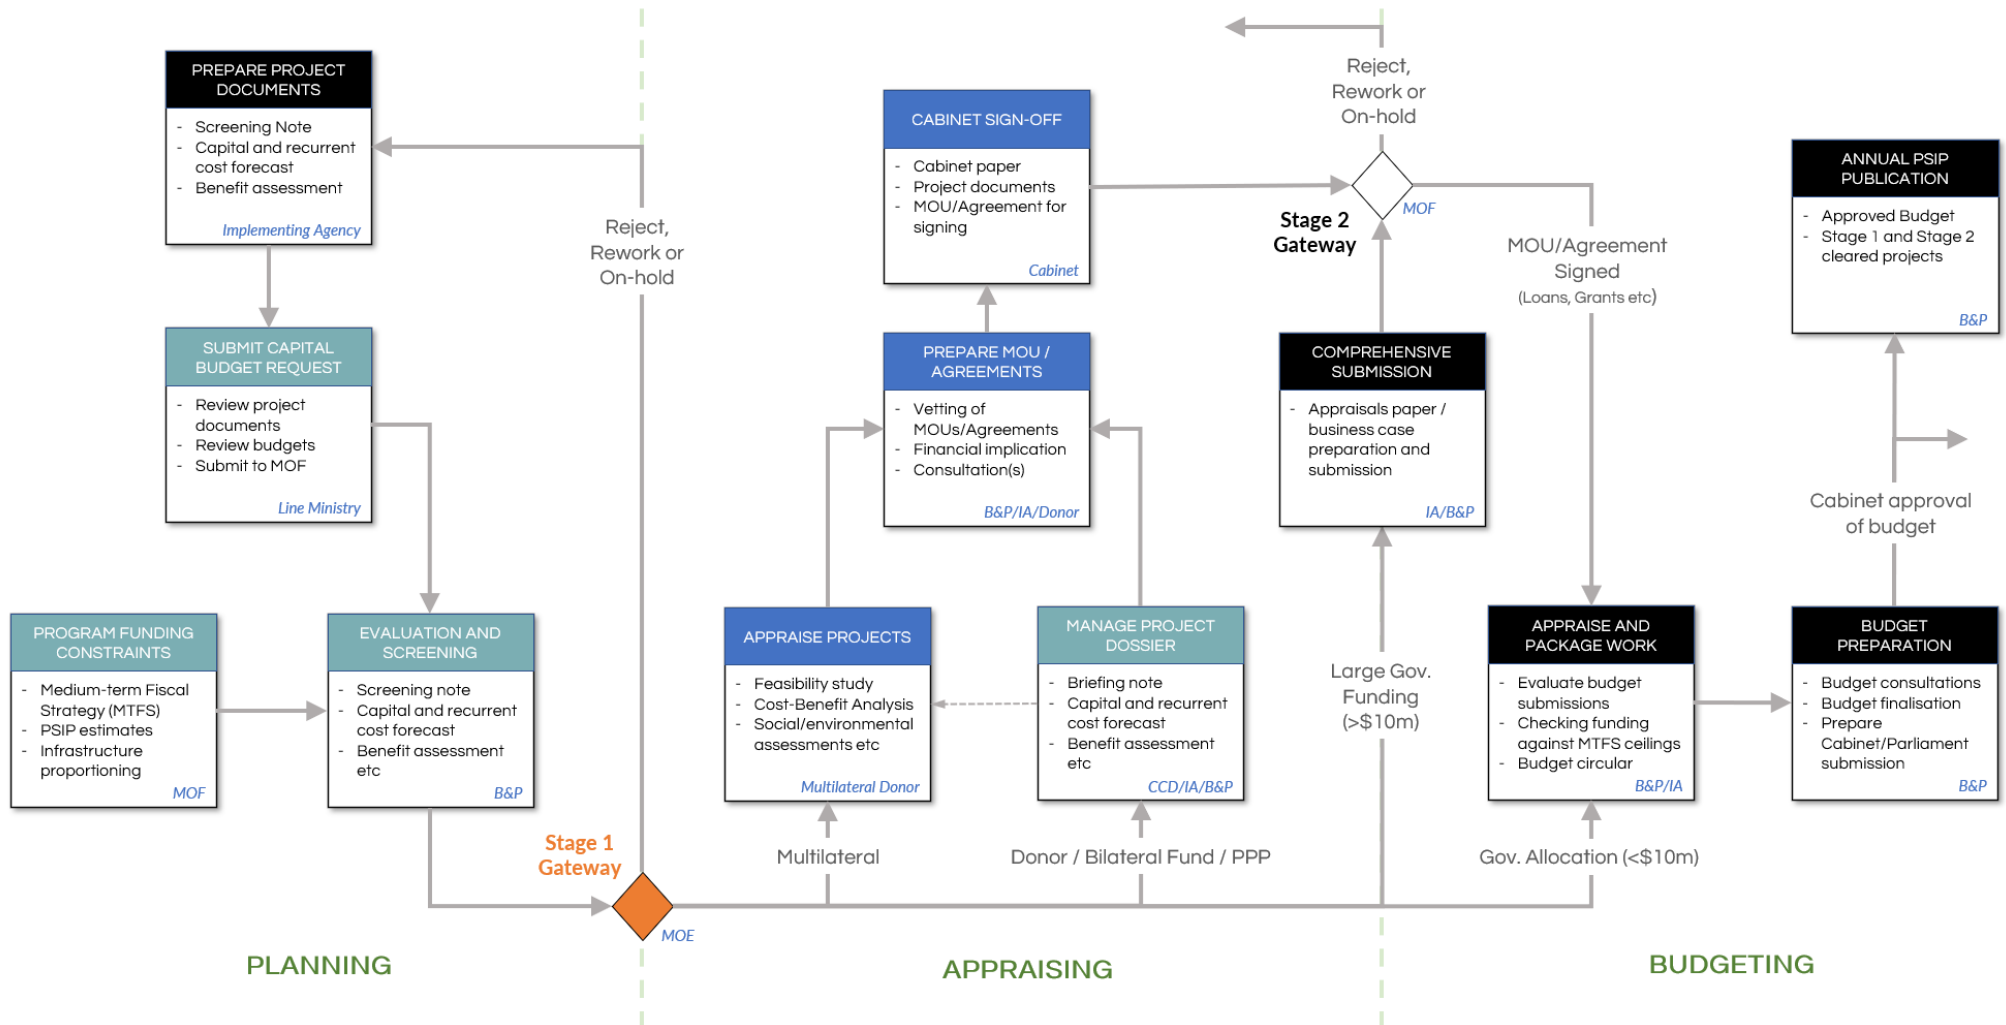 PREPARE PROJECT
DOCUMENTS
- Screening Note
- Capital and recurrent
cost forecast
- Benefit assessment
Implementing Agency
SUBMIT CAPITAL
BUDGET REQUEST
- Review project
documents
- Review budgets
- Submit to MOF
Line Ministry
PROGRAM FUNDING
CONSTRAINTS
- Medium-term Fiscal
Strategy (MTFS)
- PSIP estimates
- Infrastructure
proportioning
MOF
EVALUATION AND
SCREENING
- Screening note
- Capital and recurrent
cost forecast
- Benefit assessment
etc
B&P
Reject,
Rework or
On-hold
Stage 1
Gateway
MOE
PLANNING
CABINET SIGN-OFF
- Cabinet paper
- Project documents
- MOU/Agreement for
signing
Cabinet
PREPARE MOU /
AGREEMENTS
- Vetting of
MOUs/Agreements
- Financial implication
- Consultation(s)
B&P/IA/Donor
APPRAISE PROJECTS
- Feasibility study
- Cost-Benefit Analysis
- Social/environmental
assessments etc
Multilateral Donor
MANAGE PROJECT
DOSSIER
- Briefing note
- Capital and recurrent
cost forecast
- Benefit assessment
etc
CCD/IA/B&P
Multilateral
Donor / Bilateral Fund / PPP
APPRAISING
Reject,
Rework or
On-hold
Stage 2
Gateway
MOF
COMPREHENSIVE
SUBMISSION
- Appraisals paper /
business case
preparation and
submission
IA/B&P
Large Gov.
Funding
(>$10m)
MOU/Agreement
Signed
(Loans, Grants etc)
APPRAISE AND
PACKAGE WORK
- Evaluate budget
submissions
- Checking funding
against MTFS ceilings
- Budget circular
B&P/IA
Gov. Allocation (<$10m)
ANNUAL PSIP
PUBLICATION
- Approved Budget
- Stage 1 and Stage 2
cleared projects
B&P
Cabinet approval
of budget
BUDGET
PREPARATION
- Budget consultations
- Budget finalisation
- Prepare
Cabinet/Parliament
submission
B&P
BUDGETING